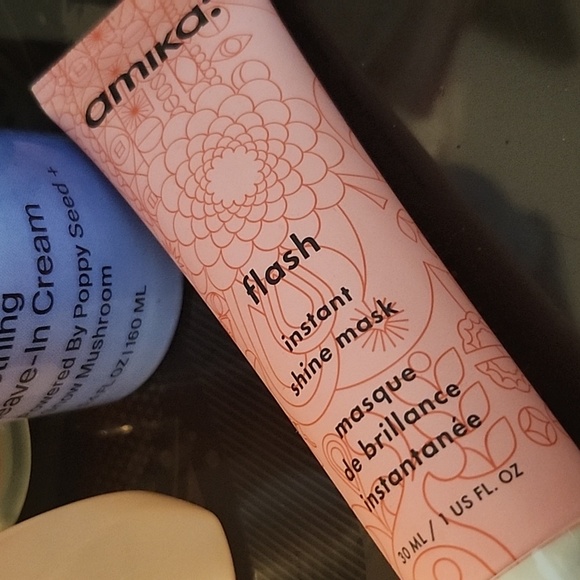 amika:
flash
instant
shine mask
masque
de brillance
instantanée
30 ML / 1 US FL. OZ
Leave-In Cream
Powered By Poppy Seed +
Mushroom
FL OZ | 160 ML